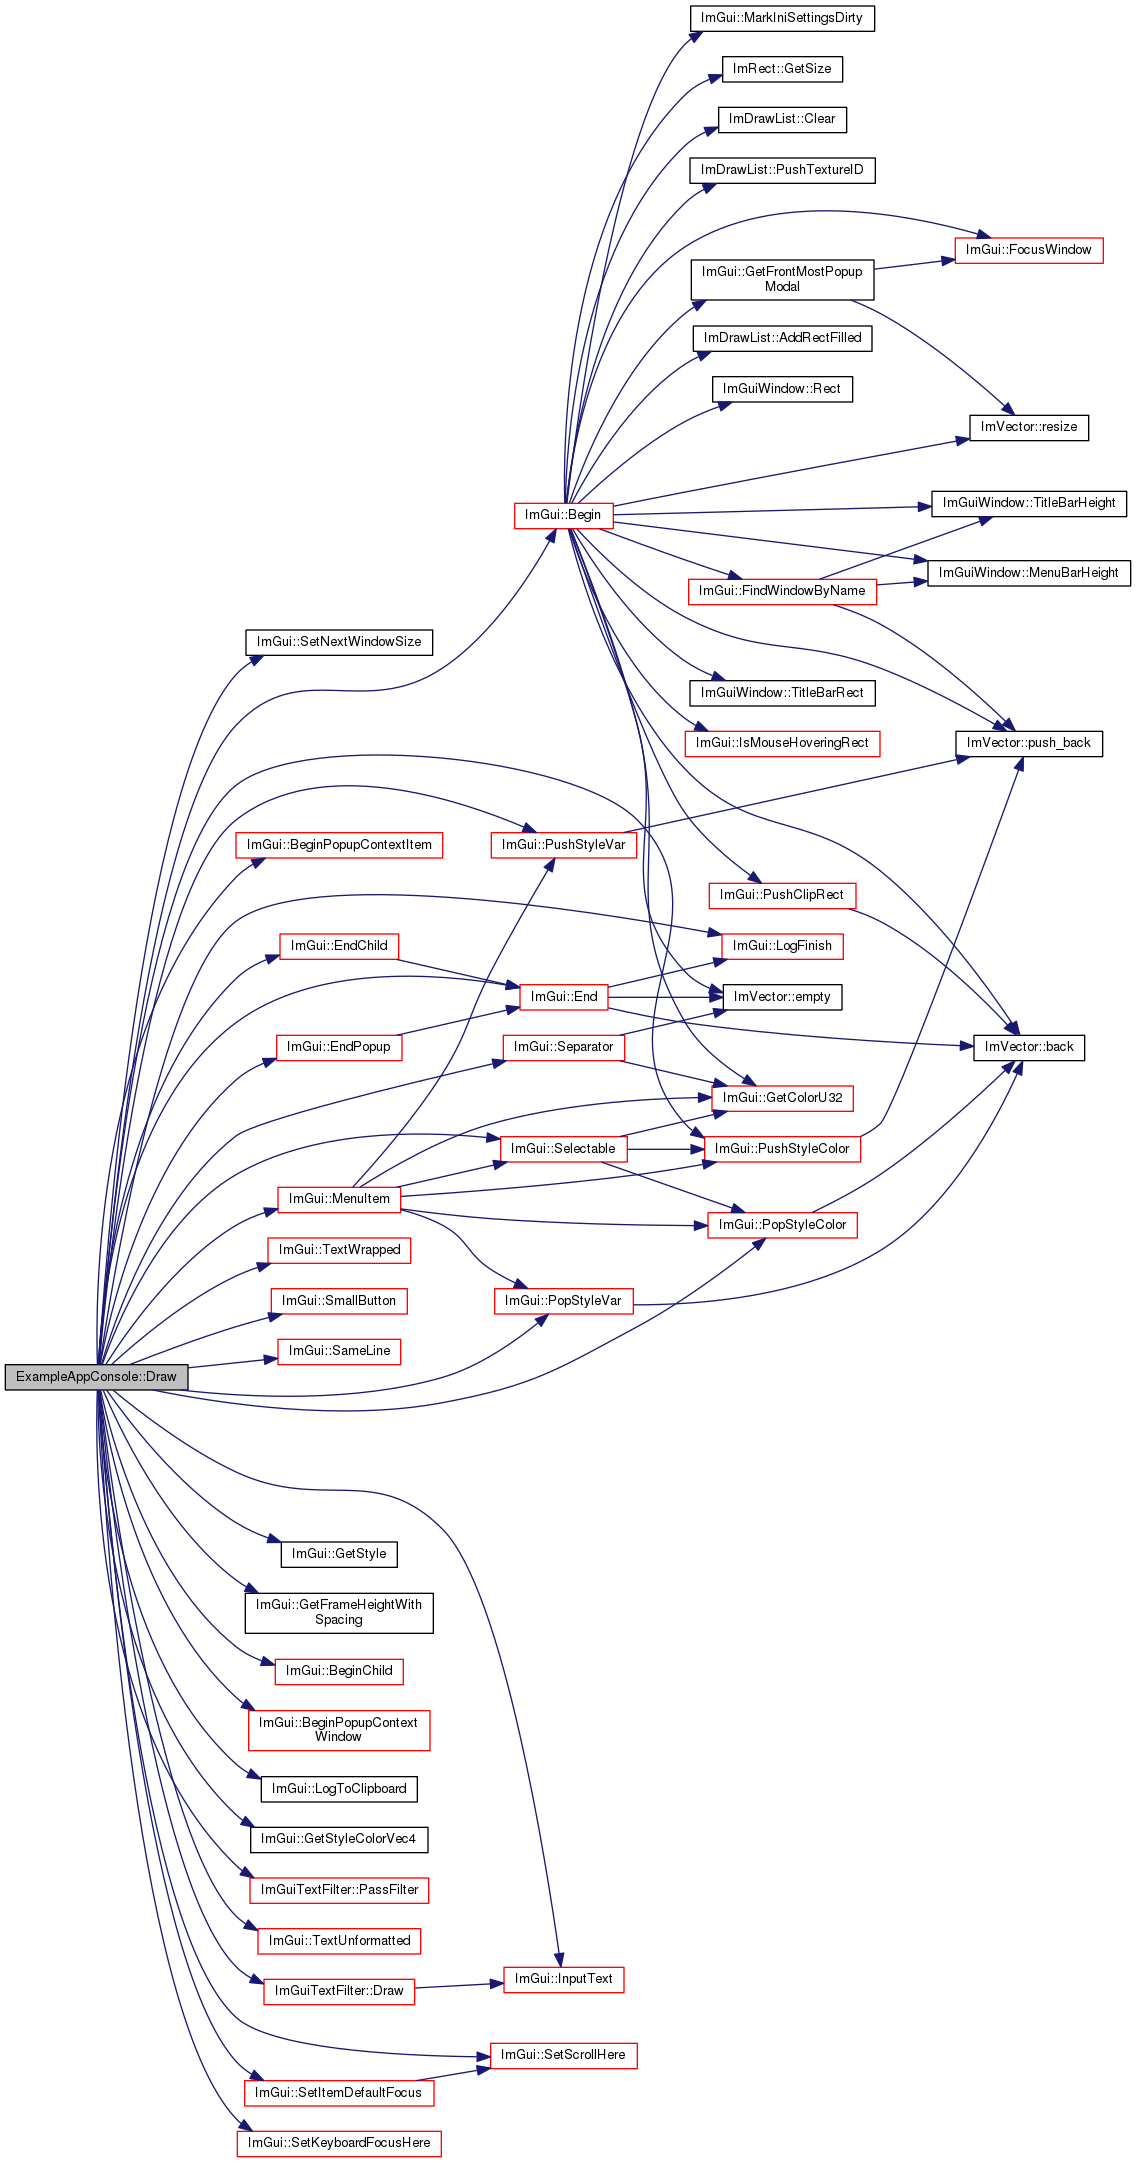 ImGui::MarkIniSettingsDirty
ImRect::GetSize
ImDrawList::Clear
ImDrawList::PushTextureID
ImGui::FocusWindow
ImGui::GetFrontMostPopup
Modal
ImDrawList::AddRectFilled
ImGuiWindow::Rect
ImVector::resize
ImGuiWindow::TitleBarHeight
ImGui::Begin
ImGuiWindow::MenuBarHeight
ImGui::FindWindowByName
ImGui::SetNextWindowSize
ImGuiWindow::TitleBarRect
ImGui::IsMouseHoveringRect
ImVector::push_back
ImGui::BeginPopupContextItem
ImGui::PushStyleVar
ImGui::PushClipRect
ImGui::EndChild
ImGui::LogFinish
ImGui::End
ImVector::empty
ImGui::EndPopup
ImGui::Separator
ImVector::back
ImGui::GetColorU32
ImGui::Selectable
ImGui::PushStyleColor
ImGui::MenuItem
ImGui::PopStyleColor
ImGui::TextWrapped
ImGui::SmallButton
ImGui::PopStyleVar
ImGui::SameLine
ExampleAppConsole::Draw
ImGui::GetStyle
ImGui::GetFrameHeightWith
Spacing
ImGui::BeginChild
ImGui::BeginPopupContext
Window
ImGui::LogToClipboard
ImGui::GetStyleColorVec4
ImGuiTextFilter::PassFilter
ImGui::TextUnformatted
ImGuiTextFilter::Draw
ImGui::InputText
ImGui::SetScrollHere
ImGui::SetItemDefaultFocus
ImGui::SetKeyboardFocusHere